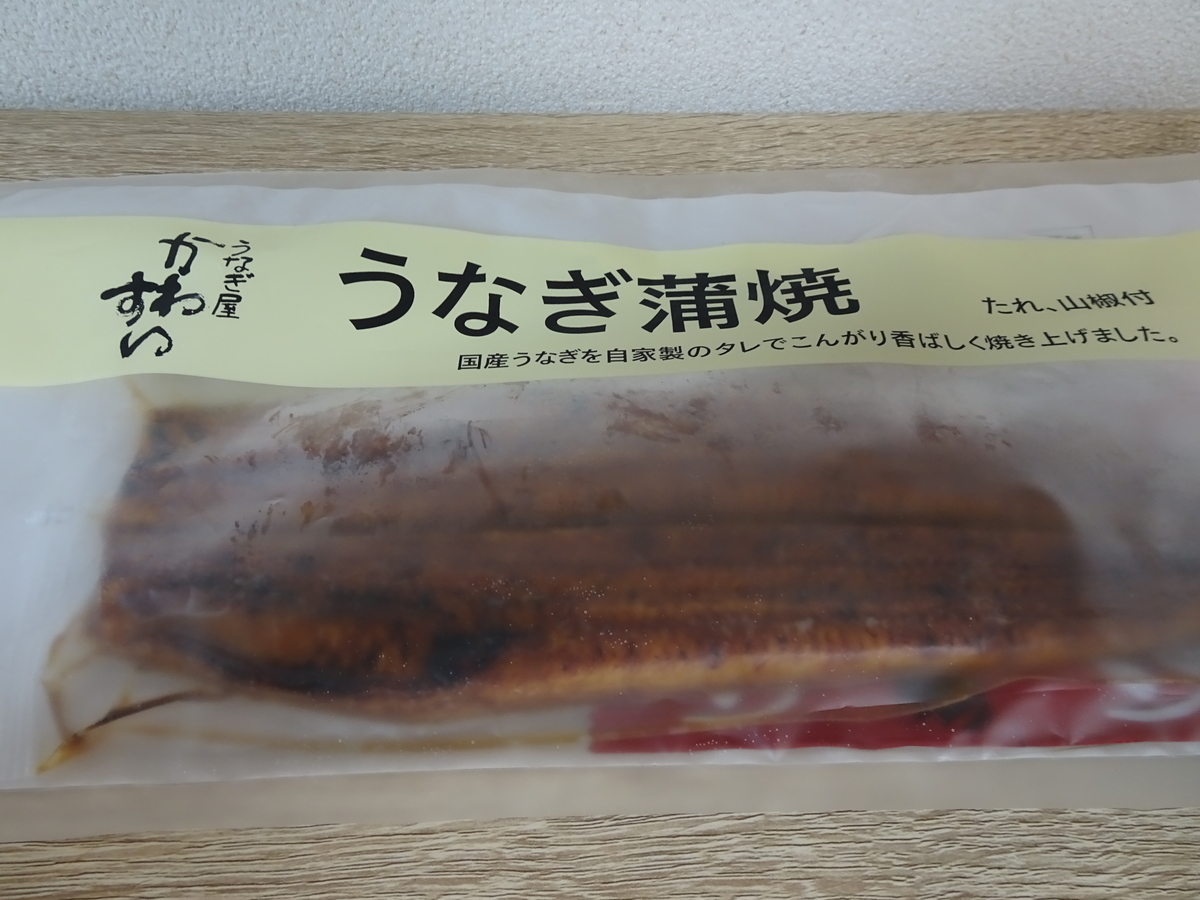 うなぎ屋
かわすい
うなぎ蒲焼
たれ、山椒付
国産うなぎを自家製のタレでこんがり香ばしく焼き上げました。